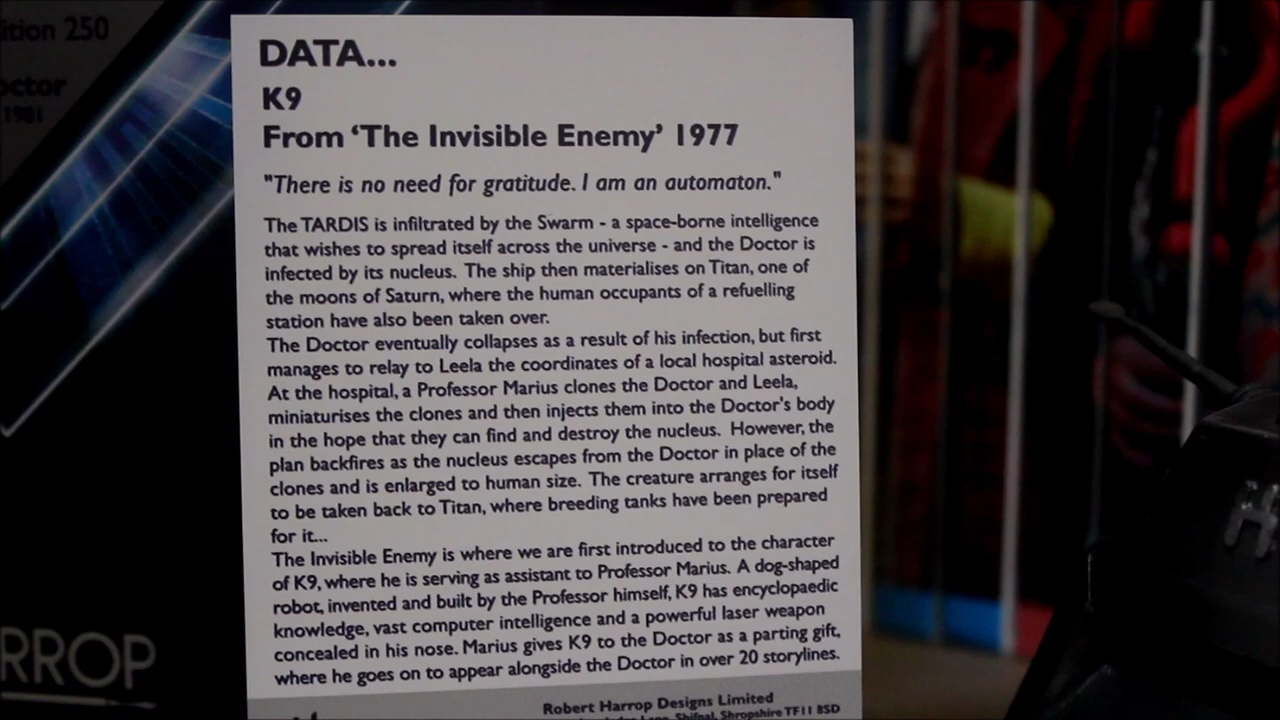 ition 250
octor
1981
DATA...
K9
From ‘The Invisible Enemy’ 1977
"There is no need for gratitude. I am an automaton."
The TARDIS is infiltrated by the Swarm - a space-borne intelligence
that wishes to spread itself across the universe - and the Doctor is
infected by its nucleus. The ship then materialises on Titan, one of
the moons of Saturn, where the human occupants of a refuelling
station have also been taken over.
The Doctor eventually collapses as a result of his infection, but first
manages to relay to Leela the coordinates of a local hospital asteroid.
At the hospital, a Professor Marius clones the Doctor and Leela,
miniaturises the clones and then injects them into the Doctor's body
in the hope that they can find and destroy the nucleus. However, the
plan backfires as the nucleus escapes from the Doctor in place of the
clones and is enlarged to human size. The creature arranges for itself
to be taken back to Titan, where breeding tanks have been prepared
for it...
The Invisible Enemy is where we are first introduced to the character
of K9, where he is serving as assistant to Professor Marius. A dog-shaped
robot, invented and built by the Professor himself, K9 has encyclopaedic
knowledge, vast computer intelligence and a powerful laser weapon
concealed in his nose. Marius gives K9 to the Doctor as a parting gift,
where he goes on to appear alongside the Doctor in over 20 storylines.
RROP
Robert Harrop Designs Limited
Shifnal, Shropshire TF11 8SD